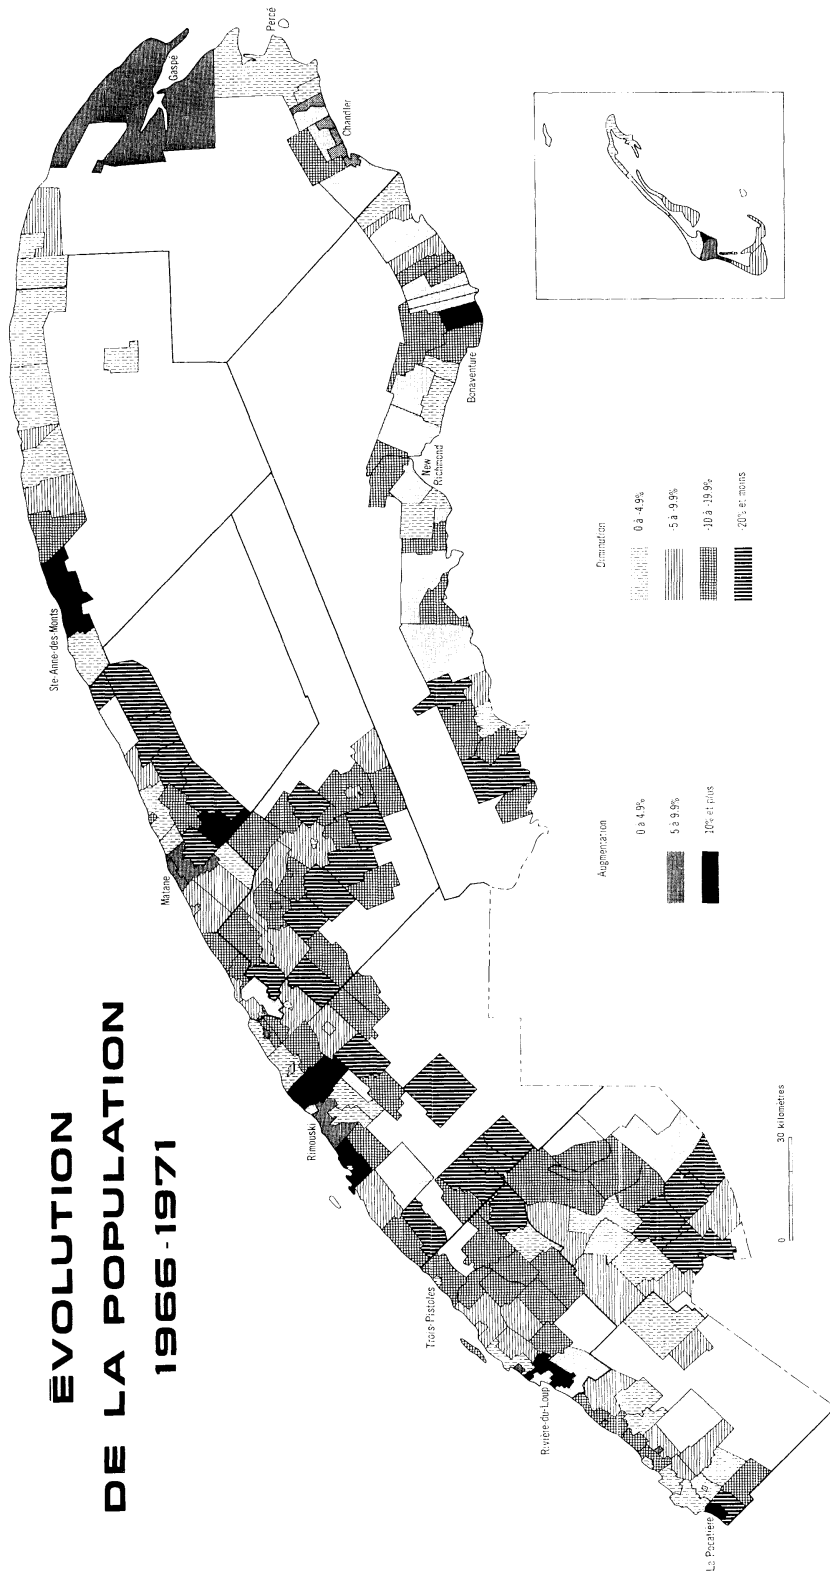 ÉVOLUTION
DE LA POPULATION
1966-1971
Ste-Anne-des-Monts
Gaspé
Percé
Chandler
Matane
New
Richmond
Bonaventure
Rimouski
Trois-Pistoles
Rivière-du-Loup
La Pocatière
Augmentation
0 à 4.9%
5 à 9.9%
10% et plus
Diminution
0 à -4.9%
-5 à -9.9%
-10 à -19.9%
-20% et moins
0 30 kilomètres